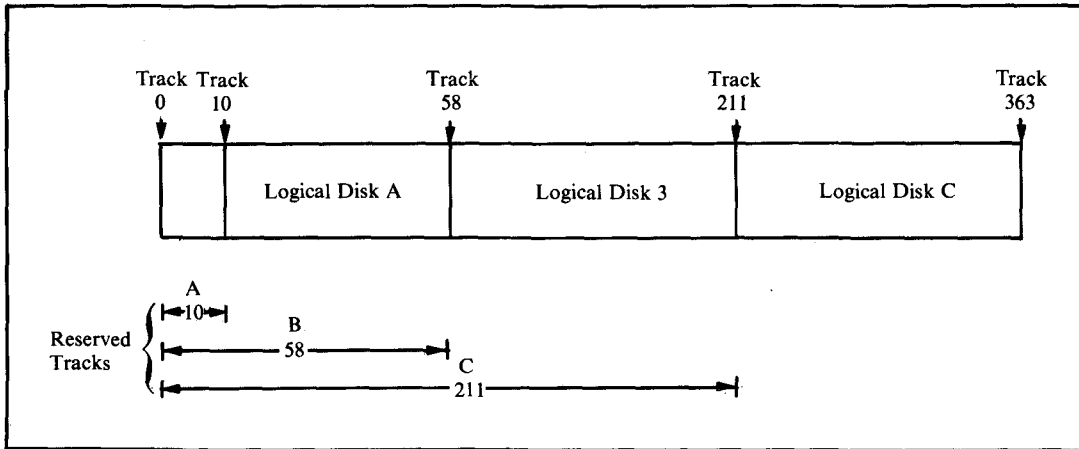 Track Track Track Track Track
0 10 58 211 363
Logical Disk A Logical Disk 3 Logical Disk C
A
10
B
Reserved
58
Tracks
C
211